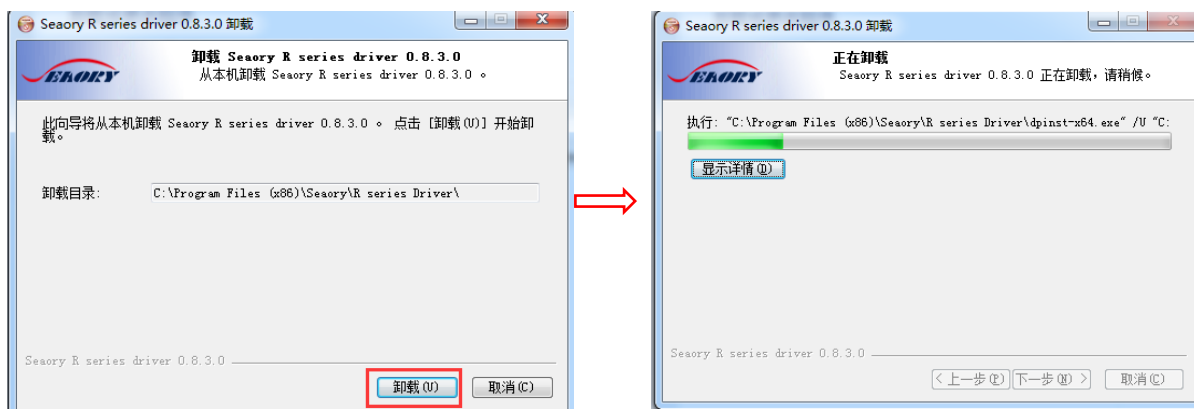 Seaory R series driver 0.8.3.0 卸载
SEAORY
卸载 Seaory R series driver 0.8.3.0
从本机卸载 Seaory R series driver 0.8.3.0 。
此向导将从本机卸载 Seaory R series driver 0.8.3.0 。 点击 [卸载(U)] 开始卸
载。
卸载目录:
C:\Program Files (x86)\Seaory\R series Driver\
Seaory R series driver 0.8.3.0
卸载(U)
取消(C)
Seaory R series driver 0.8.3.0 卸载
SEAORY
正在卸载
Seaory R series driver 0.8.3.0 正在卸载，请稍候。
执行: "C:\Program Files (x86)\Seaory\R series Driver\dpinst-x64.exe" /U "C:
显示详情(D)
Seaory R series driver 0.8.3.0
< 上一步(P) 下一步(N) > 取消(C)